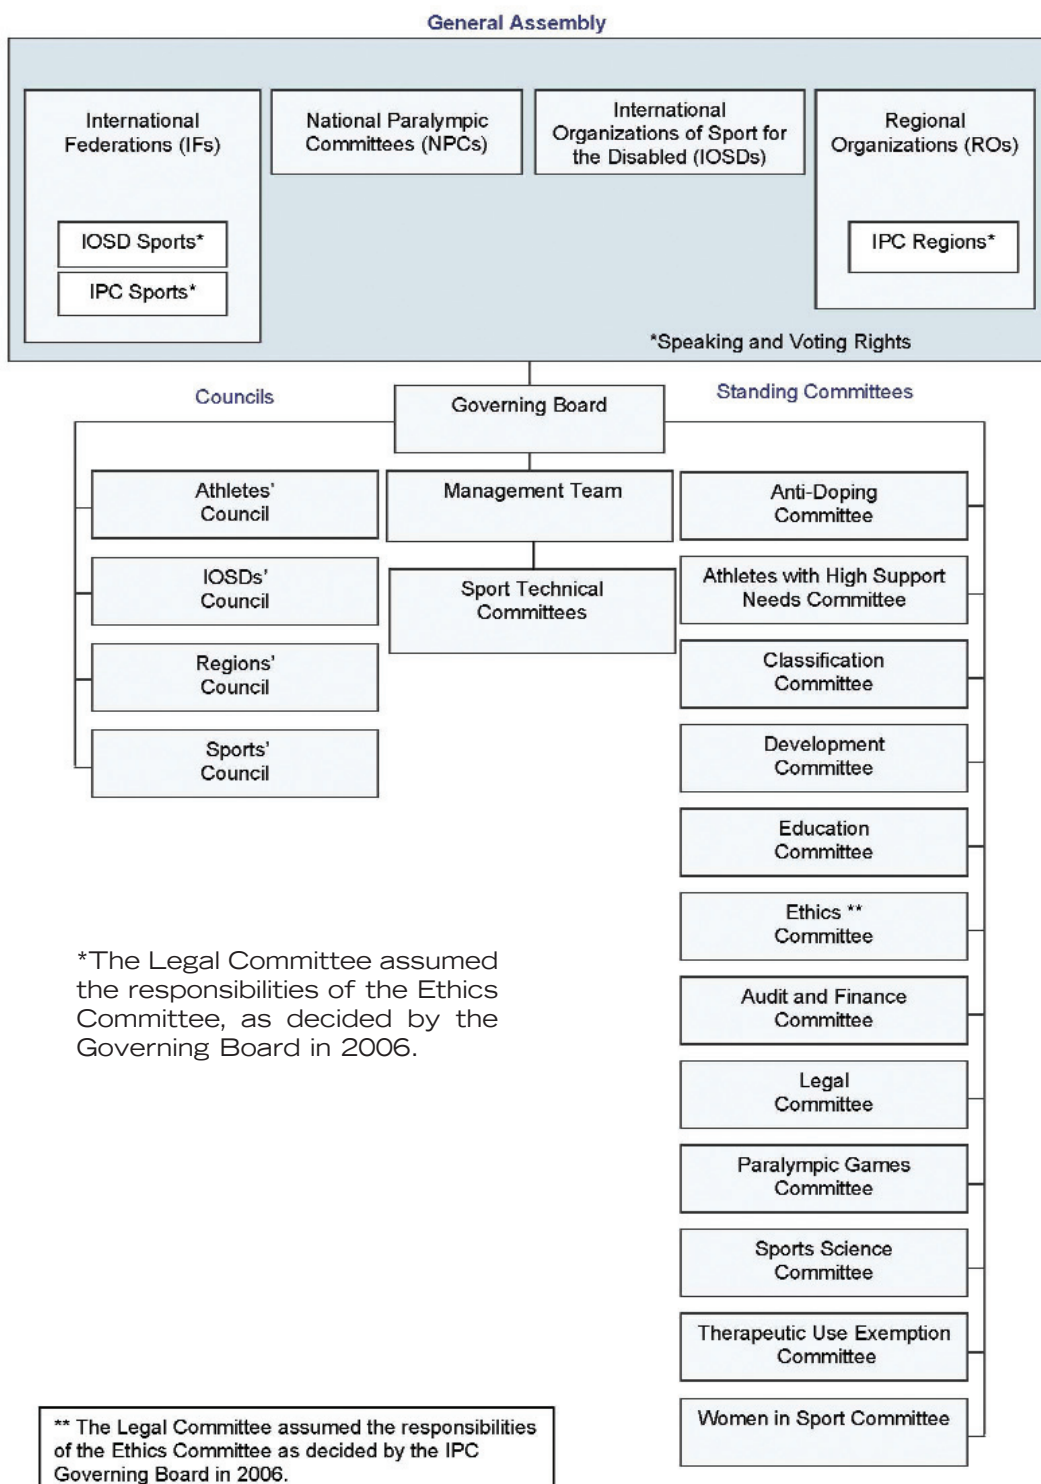 General Assembly
International
Federations (IFs)
IOSD Sports*
IPC Sports*
National Paralympic
Committees (NPCs)
International
Organizations of Sport for
the Disabled (IOSDs)
Regional
Organizations (ROs)
IPC Regions*
*Speaking and Voting Rights
Governing Board
Management Team
Sport Technical
Committees
Councils
Athletes'
Council
IOSDs'
Council
Regions'
Council
Sports'
Council
Standing Committees
Anti-Doping
Committee
Athletes with High Support
Needs Committee
Classification
Committee
Development
Committee
Education
Committee
Ethics **
Committee
Audit and Finance
Committee
Legal
Committee
Paralympic Games
Committee
Sports Science
Committee
Therapeutic Use Exemption
Committee
Women in Sport Committee
*The Legal Committee assumed
the responsibilities of the Ethics
Committee, as decided by the
Governing Board in 2006.
** The Legal Committee assumed the responsibilities
of the Ethics Committee as decided by the IPC
Governing Board in 2006.